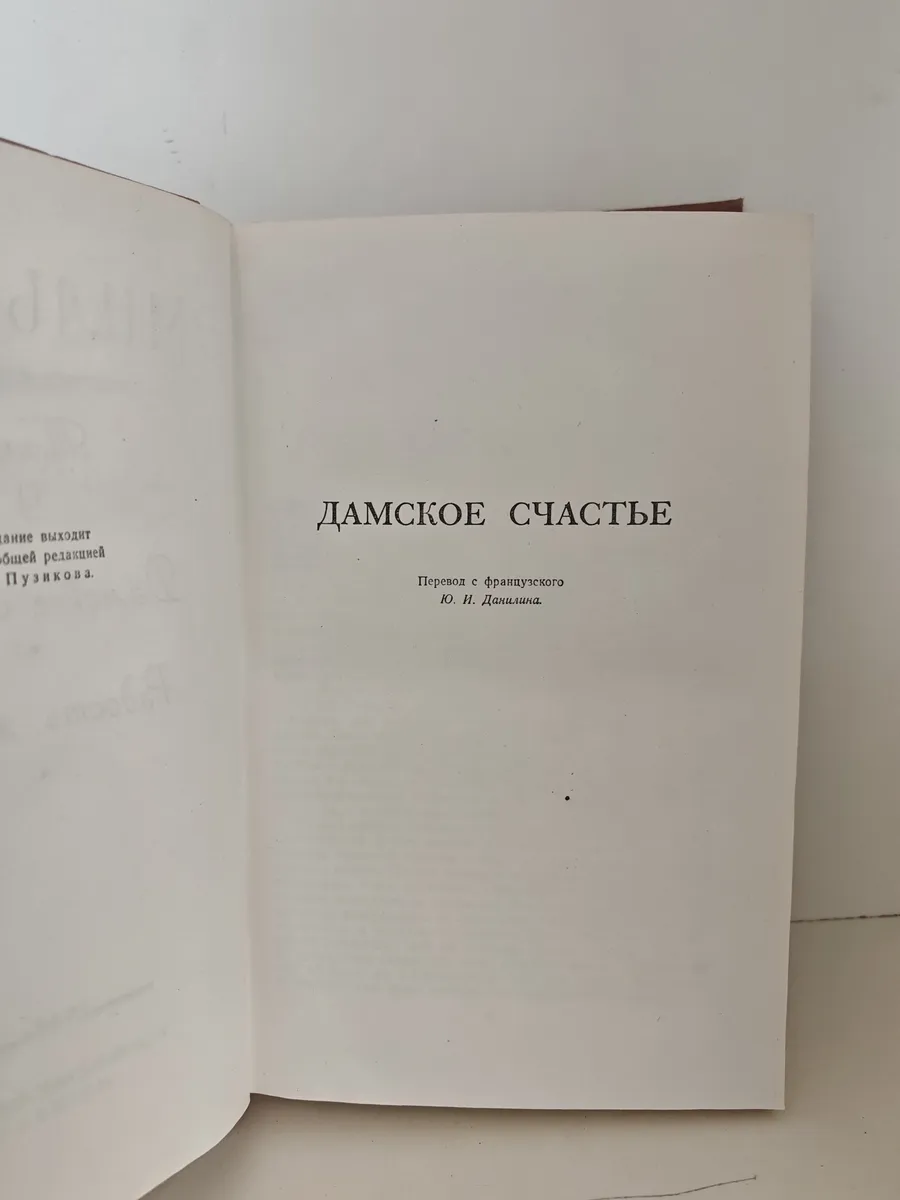 дание выходит
общей редакцией
Пузикова.
ДАМСКОЕ СЧАСТЬЕ
Перевод с французского
Ю. И. Данилина.